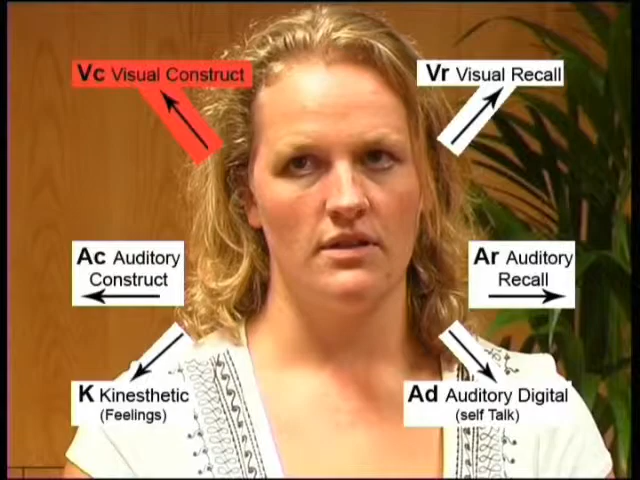 Vc Visual Construct
Vr Visual Recall
Ac Auditory
Construct
Ar Auditory
Recall
K Kinesthetic
(Feelings)
Ad Auditory Digital
(self Talk)